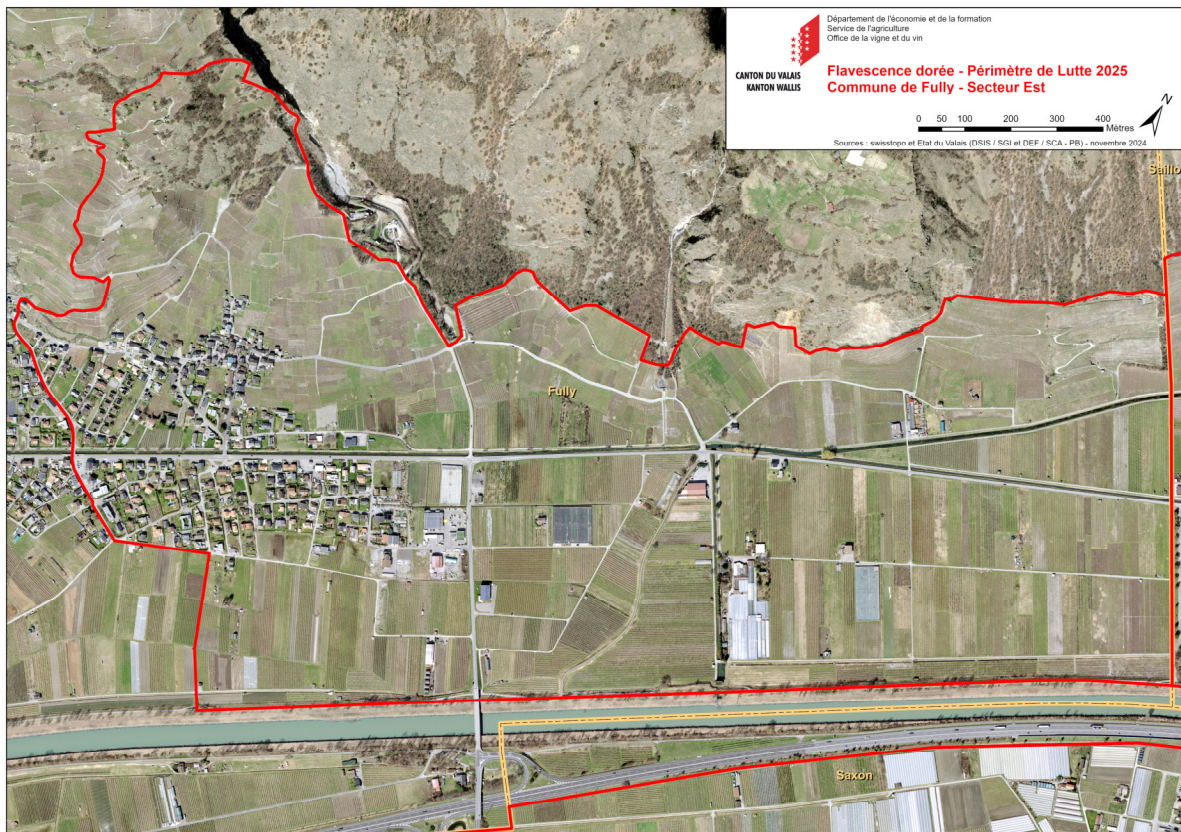 Département de l'économie et de la formation
Service de l'agriculture
Office de la vigne et du vin
CANTON DU VALAIS
KANTON WALLIS
Flavescence dorée - Périmètre de Lutte 2025
Commune de Fully - Secteur Est
N
0 50 100 200 300 400
Mètres
Sources : swisstopo et Etat du Valais (DSIS / SGI et DEF / SCA - PB) - novembre 2024
Saillo
Fully
Saxon